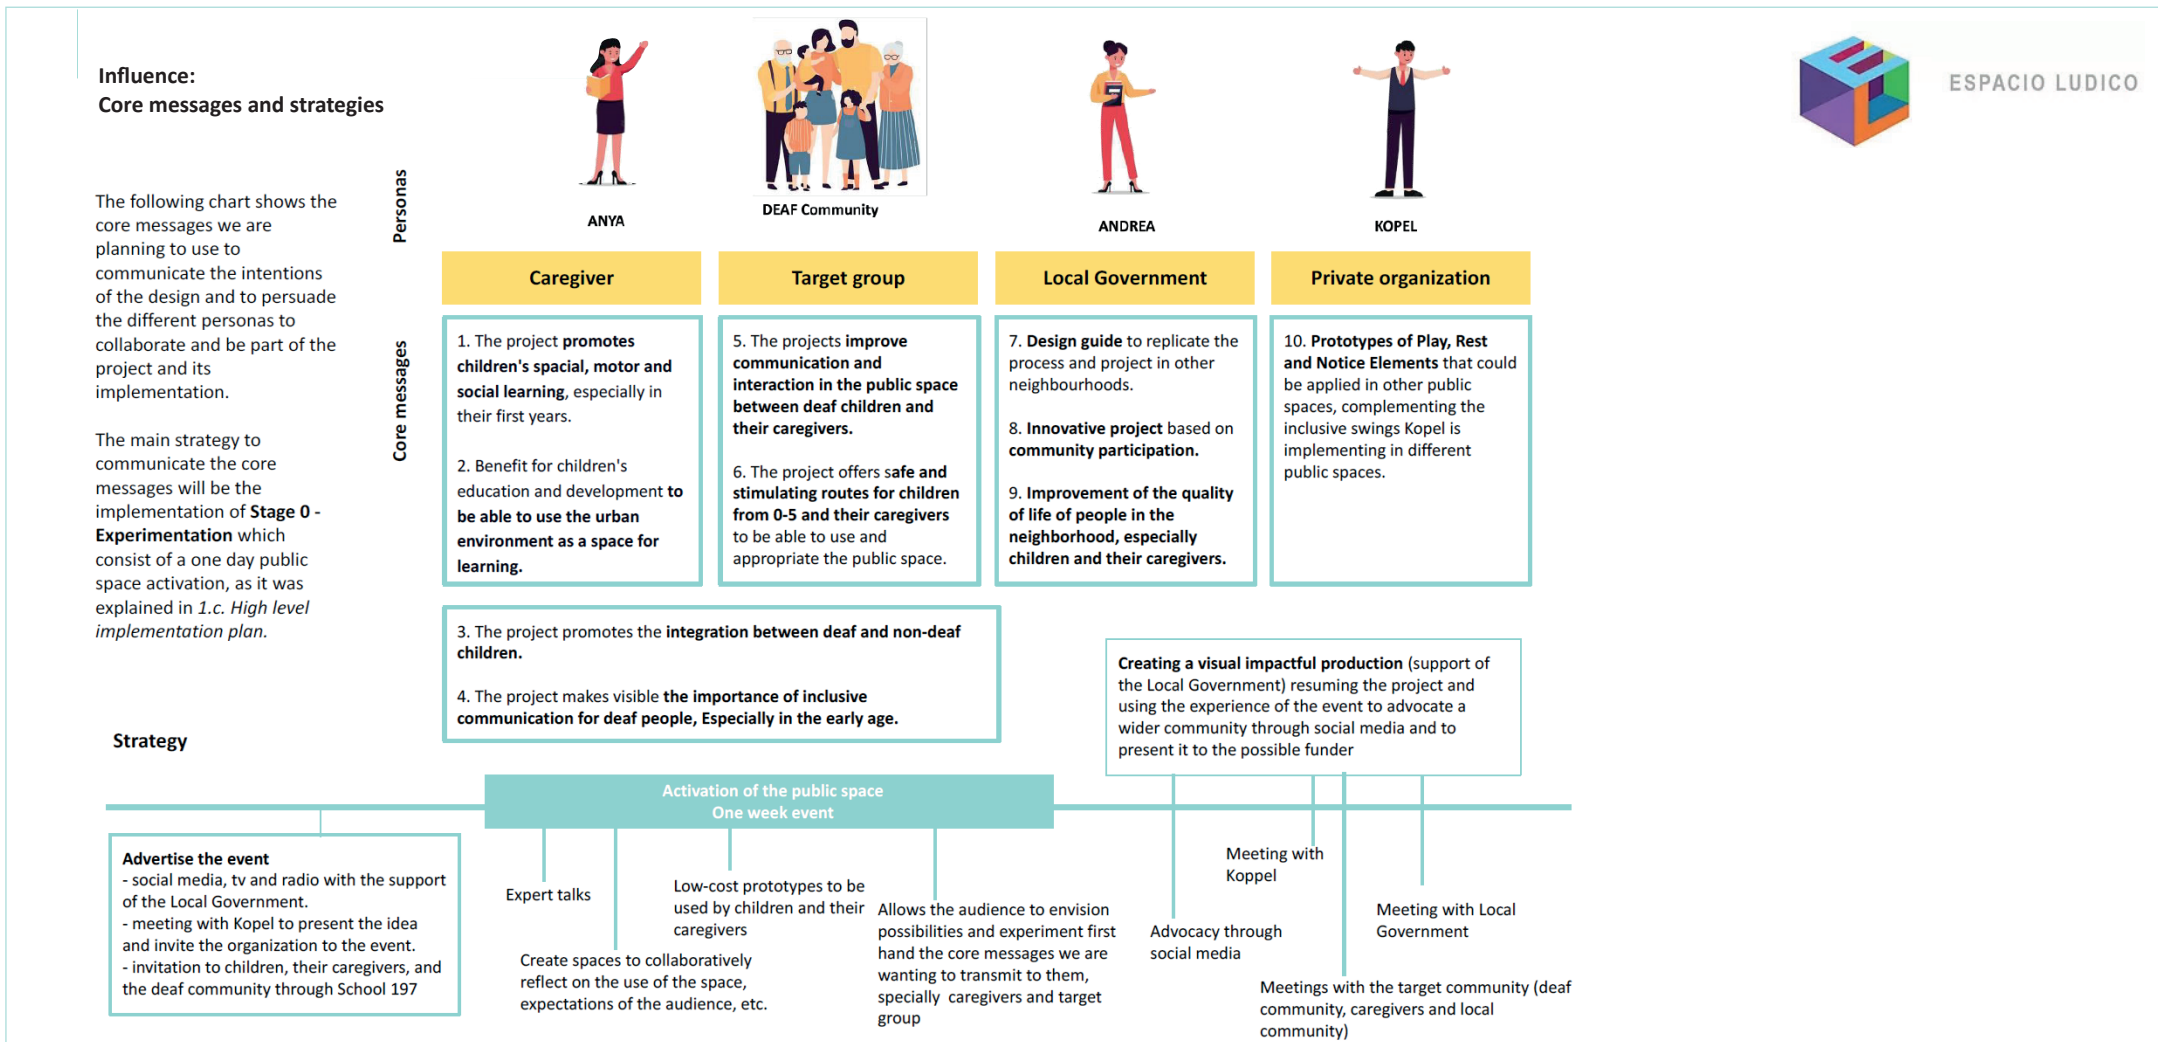 Influence:
Core messages and strategies
ESPACIO LUDICO
The following chart shows the
core messages we are
planning to use to
communicate the intentions
of the design and to persuade
the different personas to
collaborate and be part of the
project and its
implementation.
The main strategy to
communicate the core
messages will be the
implementation of Stage 0 -
Experimentation which
consist of a one day public
space activation, as it was
explained in 1.c. High level
implementation plan.
Personas
ANYA
DEAF Community
ANDREA
KOPEL
Caregiver
Target group
Local Government
Private organization
Core messages
1. The project promotes
children's spacial, motor and
social learning, especially in
their first years.
2. Benefit for children's
education and development to
be able to use the urban
environment as a space for
learning.
5. The projects improve
communication and
interaction in the public space
between deaf children and
their caregivers.
6. The project offers safe and
stimulating routes for children
from 0-5 and their caregivers
to be able to use and
appropriate the public space.
7. Design guide to replicate the
process and project in other
neighbourhoods.
8. Innovative project based on
community participation.
9. Improvement of the quality
of life of people in the
neighborhood, especially
children and their caregivers.
10. Prototypes of Play, Rest
and Notice Elements that could
be applied in other public
spaces, complementing the
inclusive swings Kopel is
implementing in different
public spaces.
3. The project promotes the integration between deaf and non-deaf
children.
4. The project makes visible the importance of inclusive
communication for deaf people, Especially in the early age.
Creating a visual impactful production (support of
the Local Government) resuming the project and
using the experience of the event to advocate a
wider community through social media and to
present it to the possible funder
Strategy
Activation of the public space
One week event
Advertise the event
- social media, tv and radio with the support
of the Local Government.
- meeting with Kopel to present the idea
and invite the organization to the event.
- invitation to children, their caregivers, and
the deaf community through School 197
Expert talks
Create spaces to collaboratively
reflect on the use of the space,
expectations of the audience, etc.
Low-cost prototypes to be
used by children and their
caregivers
Allows the audience to envision
possibilities and experiment first
hand the core messages we are
wanting to transmit to them,
specially caregivers and target
group
Advocacy through
social media
Meeting with
Koppel
Meetings with the target community (deaf
community, caregivers and local
community)
Meeting with Local
Government